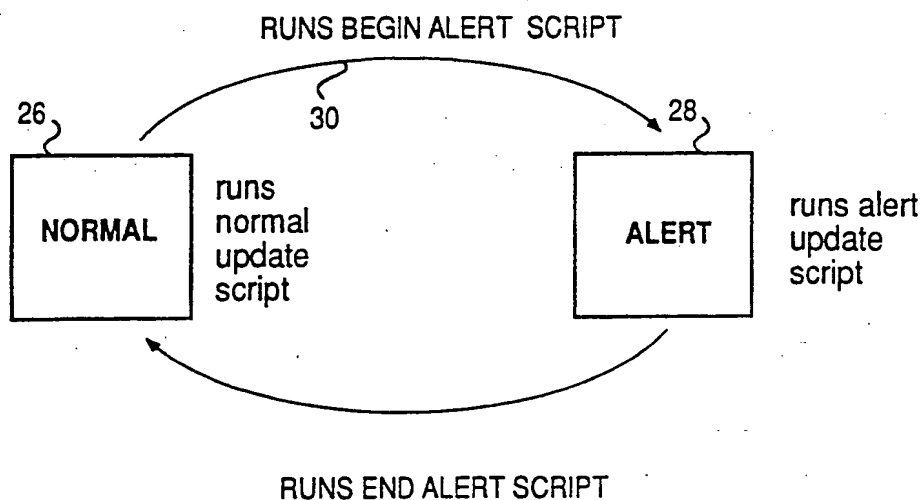 RUNS BEGIN ALERT SCRIPT
30
26
28
NORMAL
runs
normal
update
script
ALERT
runs alert
update
script
RUNS END ALERT SCRIPT